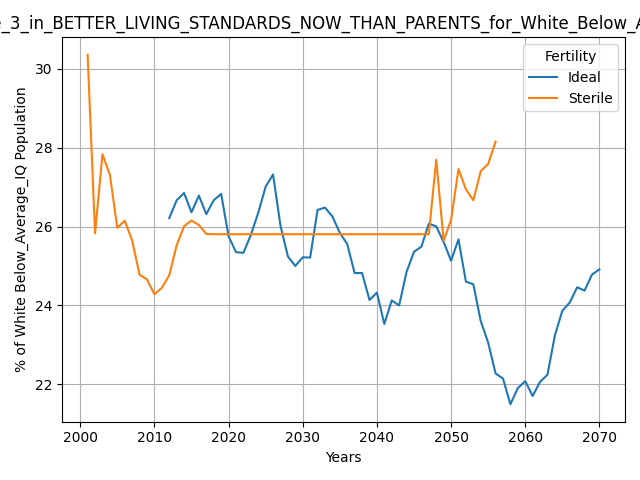 _3_in_BETTER_LIVING_STANDARDS_NOW_THAN_PARENTS_for_White_Below_A
% of White Below_Average_IQ Population
30
28
26
24
22
Fertility
Ideal
Sterile
2000 2010 2020 2030 2040 2050 2060 2070
Years